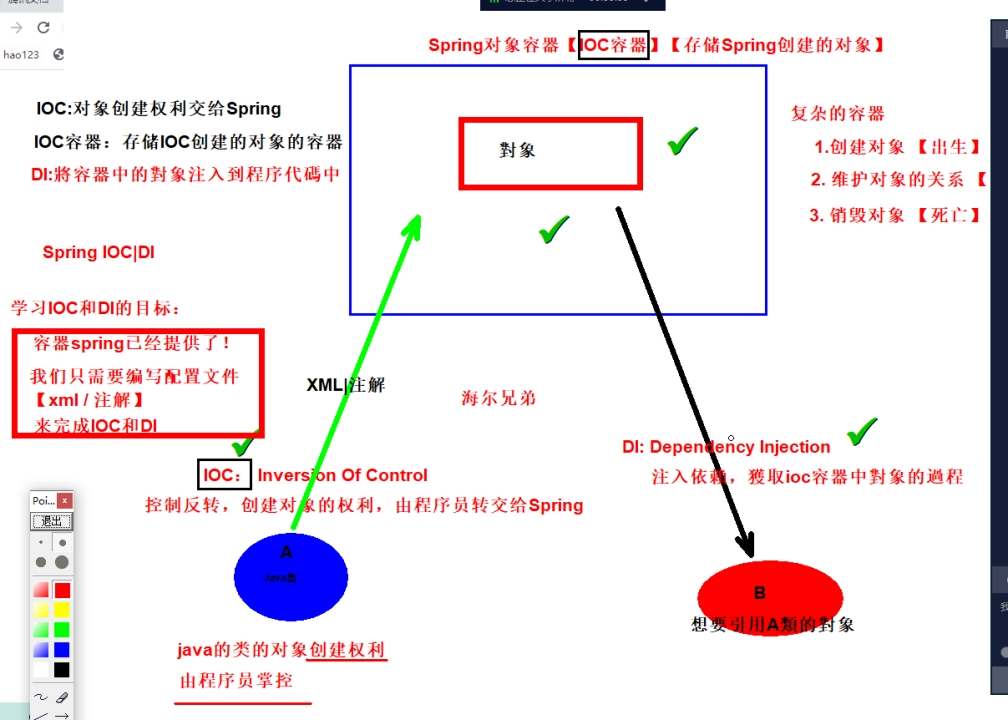 hao123
Spring对象容器【IOC容器】【存储Spring创建的对象】
IOC:对象创建权利交给Spring
IOC容器：存储IOC创建的对象的容器
DI:將容器中的對象注入到程序代碼中
對象
复杂的容器
1.创建对象 【出生】
2. 维护对象的关系 【
3. 销毁对象 【死亡】
Spring IOC|DI
学习IOC和DI的目标：
容器spring已经提供了！
我们只需要编写配置文件
【xml / 注解】
来完成IOC和DI
XML|注解
海尔兄弟
DI: Dependency Injection
注入依赖，獲取ioc容器中對象的過程
IOC： Inversion Of Control
控制反转，创建对象的权利，由程序员转交给Spring
Poi...
退出
A
Java类
B
想要引用A類的對象
java的类的对象创建权利
由程序员掌控